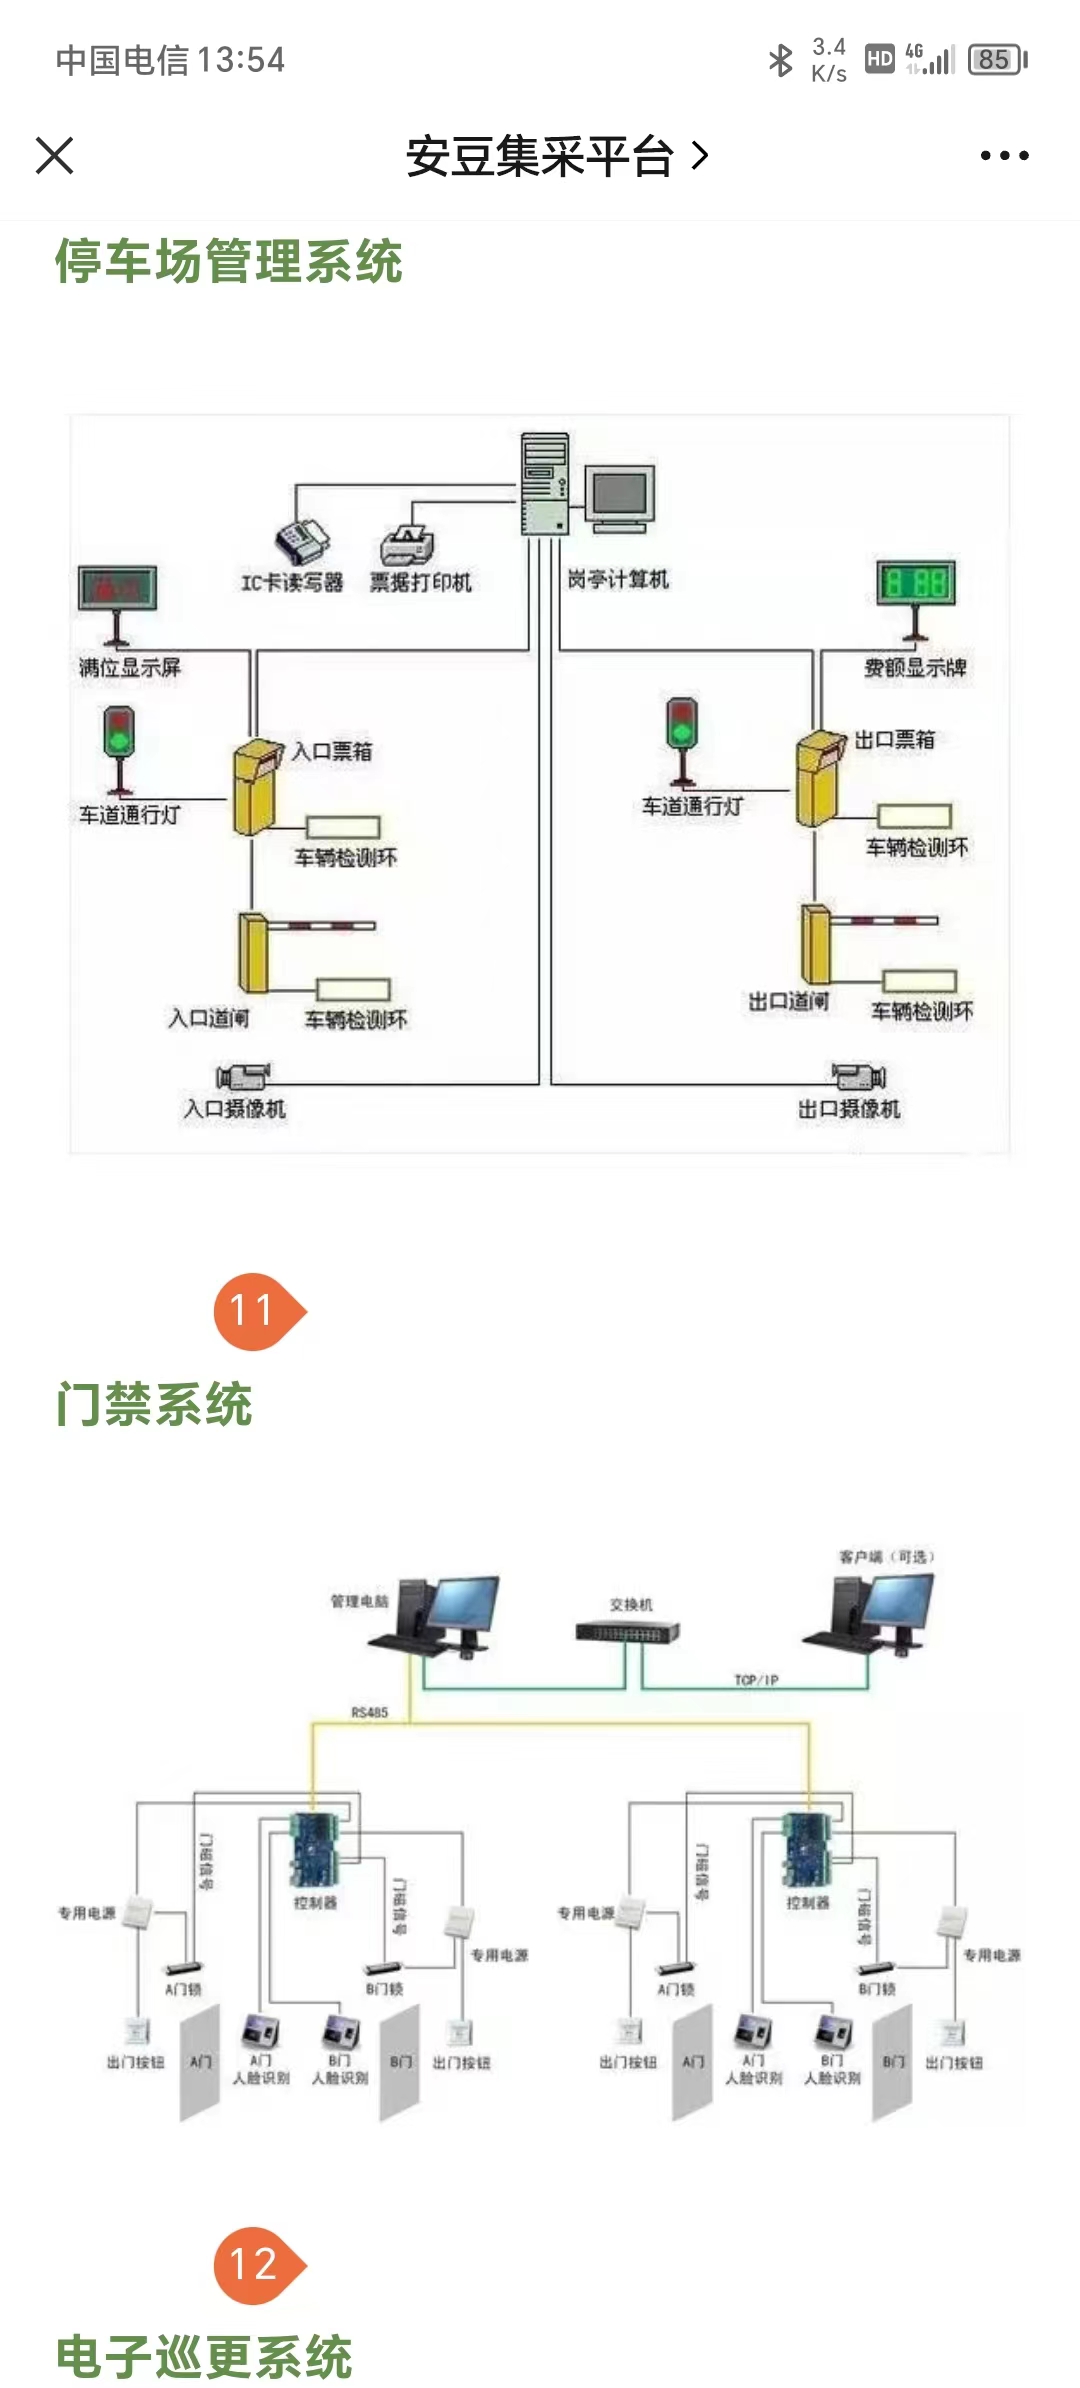 中国电信 13:54
3.4
K/s
HD
4G
85
安豆集采平台
停车场管理系统
IC卡读写器
票据打印机
岗亭计算机
8 88
满位显示屏
费额显示牌
入口票箱
出口票箱
车道通行灯
车道通行灯
车辆检测环
车辆检测环
入口道闸
车辆检测环
出口道闸
车辆检测环
入口摄像机
出口摄像机
11
门禁系统
客户端（可选）
管理电脑
交换机
TCP/IP
RS485
门磁信号
门磁信号
控制器
门磁信号
控制器
门磁信号
专用电源
专用电源
专用电源
专用电源
A门锁
B门锁
A门锁
B门锁
出门按钮
A门
A门
人脸识别
B门
人脸识别
B门
出门按钮
出门按钮
A门
A门
人脸识别
B门
人脸识别
B门
出门按钮
12
电子巡更系统